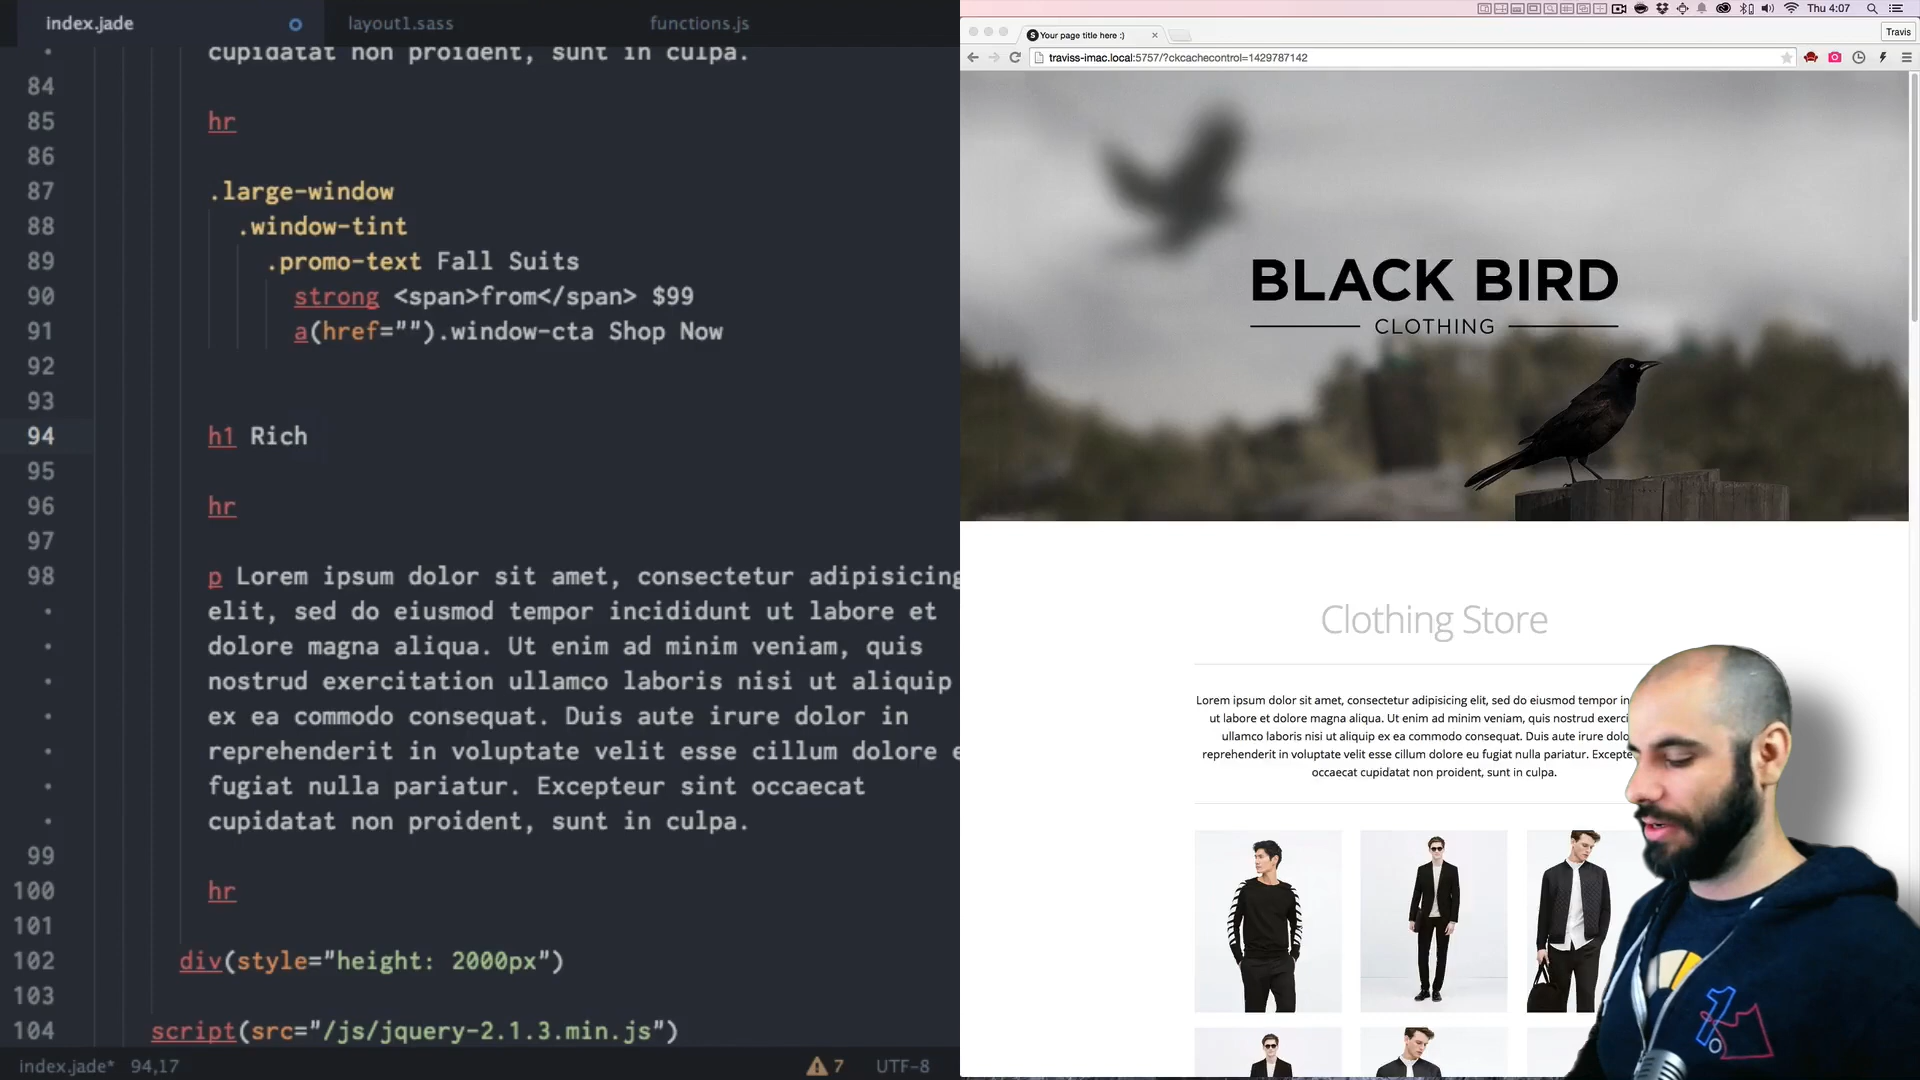 index.jade
layout1.sass
functions.js
cupidatat non proident, sunt in culpa.
84
85 hr
86
87 .large-window
88 .window-tint
89 .promo-text Fall Suits
90 strong <span>from</span> $99
91 a(href="").window-cta Shop Now
92
93
94 h1 Rich
95
96 hr
97
98 p Lorem ipsum dolor sit amet, consectetur adipisicing
elit, sed do eiusmod tempor incididunt ut labore et
dolore magna aliqua. Ut enim ad minim veniam, quis
nostrud exercitation ullamco laboris nisi ut aliquip
ex ea commodo consequat. Duis aute irure dolor in
reprehenderit in voluptate velit esse cillum dolore e
fugiat nulla pariatur. Excepteur sint occaecat
cupidatat non proident, sunt in culpa.
99
100 hr
101
102 div(style="height: 2000px")
103
104 script(src="/js/jquery-2.1.3.min.js")
index.jade* 94,17
7 UTF-8
Thu 4:07
Your page title here :)
Travis
traviss-imac.local:5757/?ckcachecontrol=1429787142
BLACK BIRD
CLOTHING
Clothing Store
Lorem ipsum dolor sit amet, consectetur adipisicing elit, sed do eiusmod tempor in
ut labore et dolore magna aliqua. Ut enim ad minim veniam, quis nostrud exerci
ullamco laboris nisi ut aliquip ex ea commodo consequat. Duis aute irure dolo
reprehenderit in voluptate velit esse cillum dolore eu fugiat nulla pariatur. Excepte
occaecat cupidatat non proident, sunt in culpa.